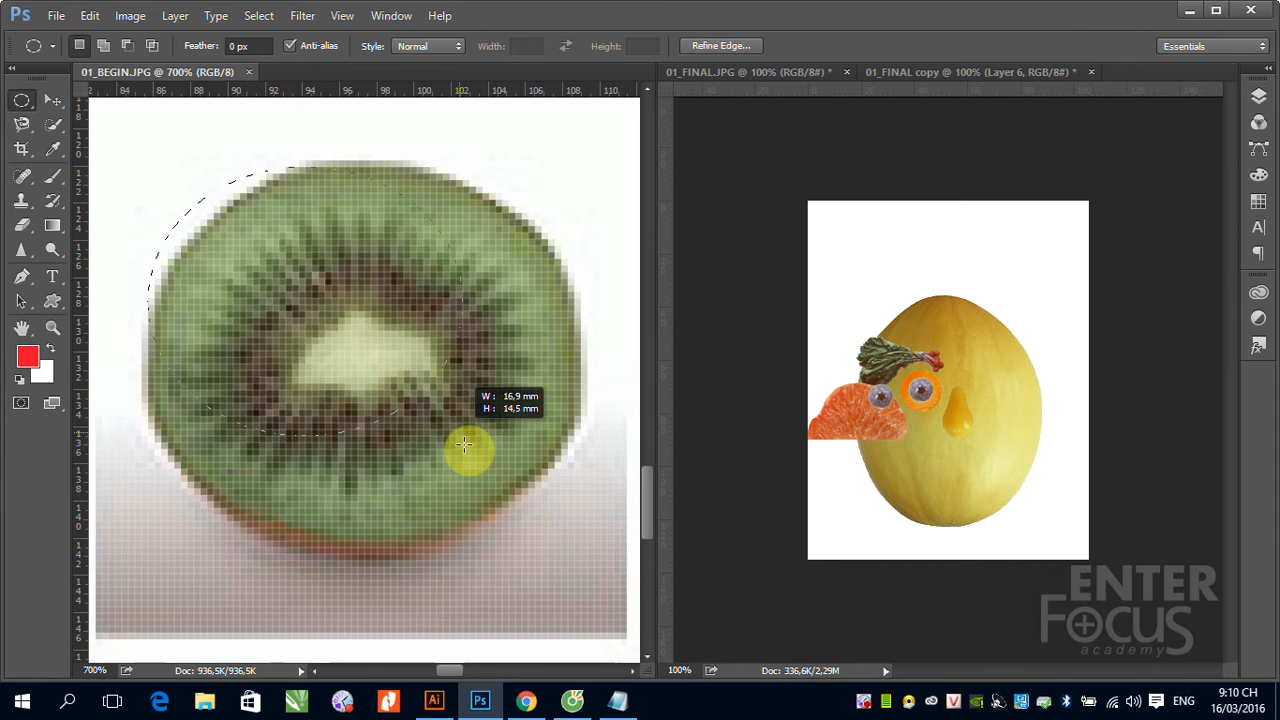 Ps File Edit Image Layer Type Select Filter View Window Help
Feather: 0 px Anti-alias Style: Normal Width: Height: Refine Edge... Essentials
01_BEGIN.JPG @ 700% (RGB/8) 01_FINAL.JPG @ 100% (RGB/8#) * 01_FINAL copy @ 100% (Layer 6, RGB/8#) *
2 84 86 88 90 92 94 96 98 100 102 104 106 108 110
W : 16,9 mm
H : 14,5 mm
ENTER
FOCUS
academy
700% Doc: 936,5K/936,5K 100% Doc: 336,6K/2,29M
Ai Ps ENG
9:10 CH
16/03/2016